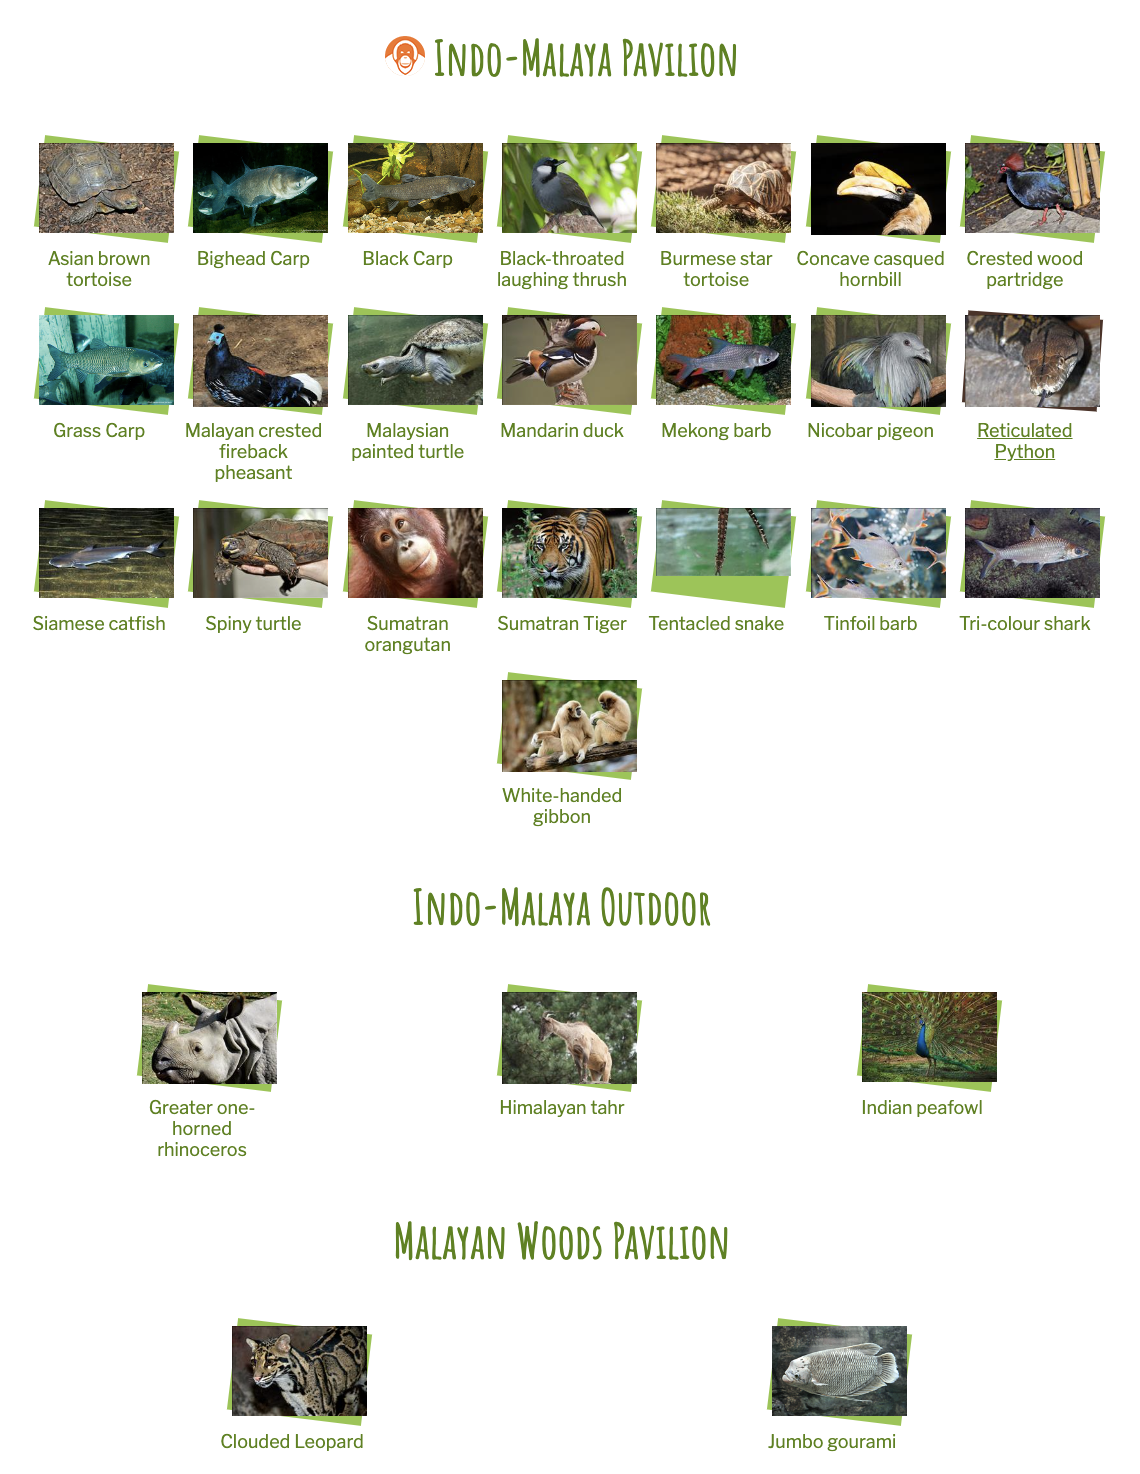 Indo-Malaya Pavilion
Asian brown
tortoise
Bighead Carp
Black Carp
Black-throated
laughing thrush
Burmese star
tortoise
Concave casqued
hornbill
Crested wood
partridge
Grass Carp
Malayan crested
fireback
pheasant
Malaysian
painted turtle
Mandarin duck
Mekong barb
Nicobar pigeon
Reticulated
Python
Siamese catfish
Spiny turtle
Sumatran
orangutan
Sumatran Tiger
Tentacled snake
Tinfoil barb
Tri-colour shark
White-handed
gibbon
Indo-Malaya Outdoor
Greater one-
horned
rhinoceros
Himalayan tahr
Indian peafowl
Malayan Woods Pavilion
Clouded Leopard
Jumbo gourami